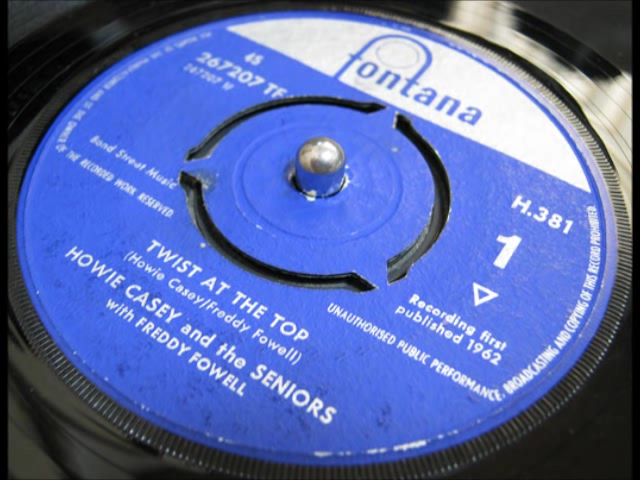 fontana
45
267207 TF
267207 M
H.381
1
Bond Street Music
Recording first
published 1962
TWIST AT THE TOP
(Howie Casey/Freddy Fowell)
HOWIE CASEY and the SENIORS
with FREDDY FOWELL
THE RECORDED WORK RESERVED
UNAUTHORISED PUBLIC PERFORMANCE, BROADCASTING AND COPYING OF THIS RECORD PROHIBITED